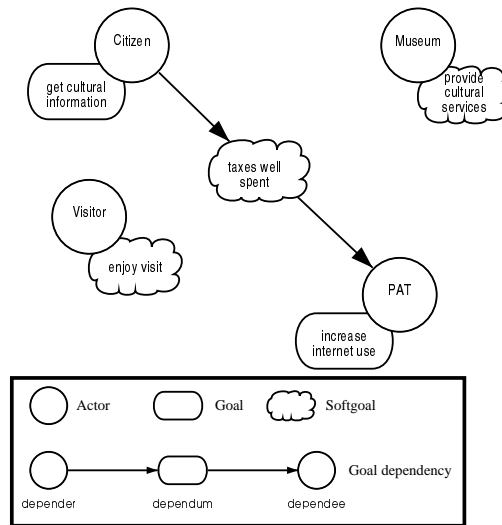 Citizen
get cultural
information
Museum
provide
cultural
services
taxes well
spent
Visitor
enjoy visit
PAT
increase
internet use
Actor
Goal
Softgoal
Goal dependency
depender
dependum
dependee